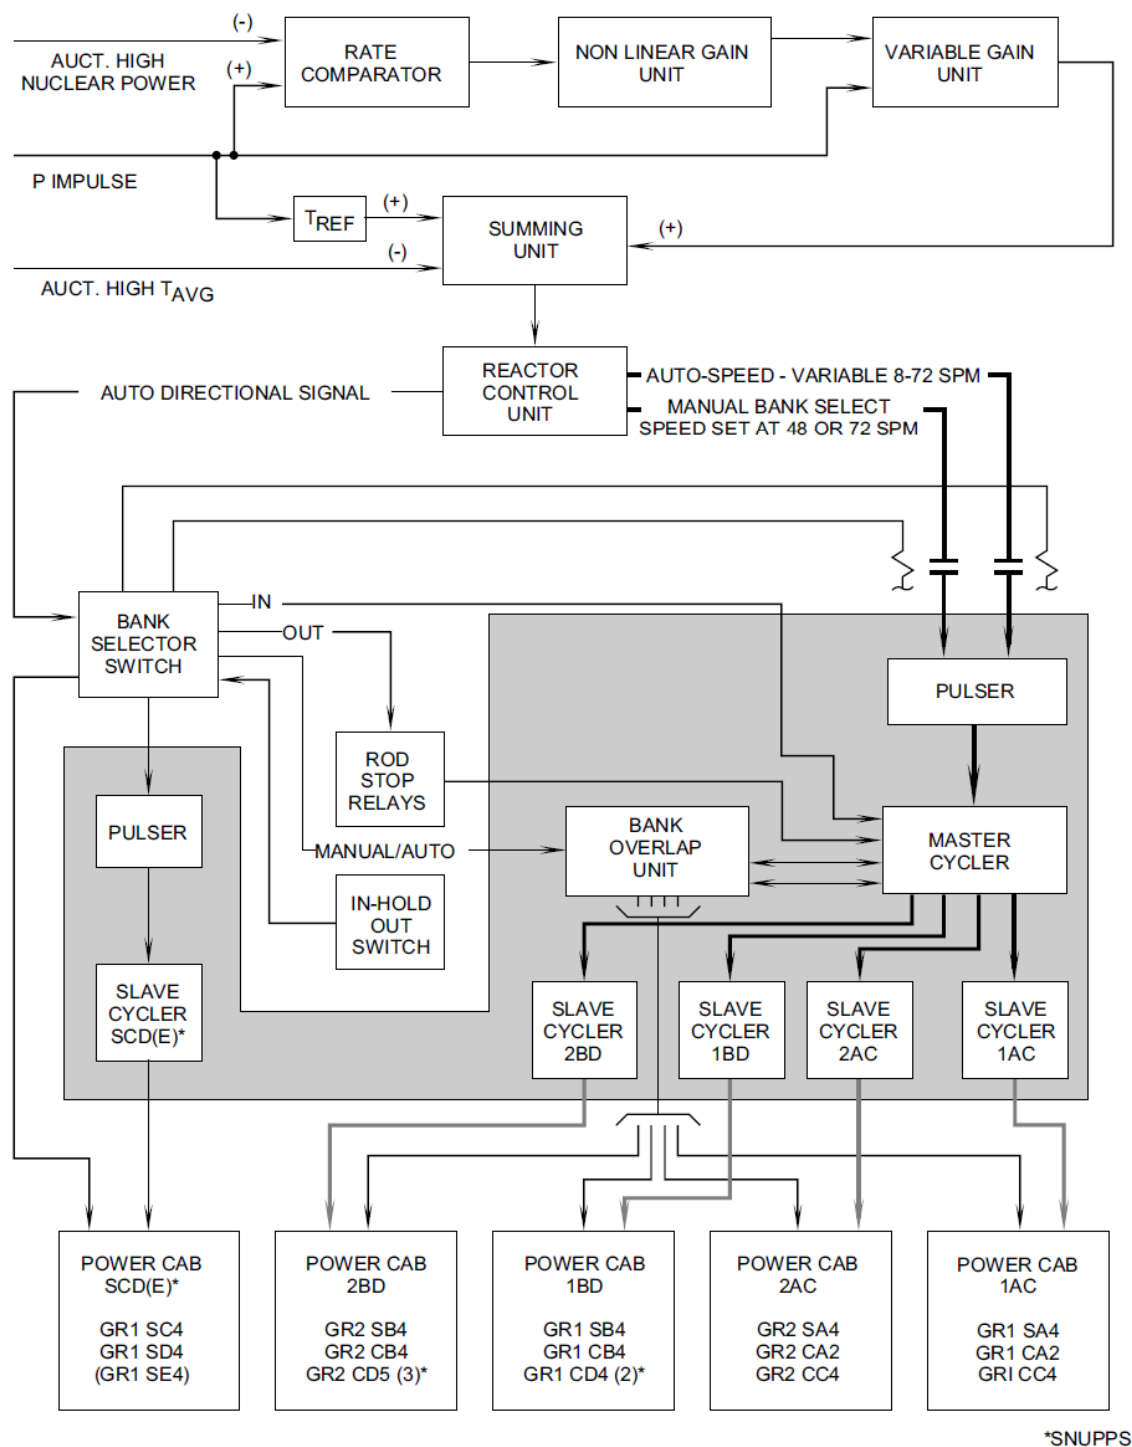 (-)
AUCT. HIGH
NUCLEAR POWER
(+)
RATE
COMPARATOR
NON LINEAR GAIN
UNIT
VARIABLE GAIN
UNIT
P IMPULSE
TREF
(+)
(-)
SUMMING
UNIT
(+)
AUCT. HIGH TAVG
REACTOR
CONTROL
UNIT
AUTO DIRECTIONAL SIGNAL
AUTO-SPEED - VARIABLE 8-72 SPM
MANUAL BANK SELECT
SPEED SET AT 48 OR 72 SPM
BANK
SELECTOR
SWITCH
IN
OUT
PULSER
ROD
STOP
RELAYS
PULSER
MANUAL/AUTO
BANK
OVERLAP
UNIT
MASTER
CYCLER
IN-HOLD
OUT
SWITCH
SLAVE
CYCLER
SCD(E)*
SLAVE
CYCLER
2BD
SLAVE
CYCLER
1BD
SLAVE
CYCLER
2AC
SLAVE
CYCLER
1AC
POWER CAB
SCD(E)*
GR1 SC4
GR1 SD4
(GR1 SE4)
POWER CAB
2BD
GR2 SB4
GR2 CB4
GR2 CD5 (3)*
POWER CAB
1BD
GR1 SB4
GR1 CB4
GR1 CD4 (2)*
POWER CAB
2AC
GR2 SA4
GR2 CA2
GR2 CC4
POWER CAB
1AC
GR1 SA4
GR1 CA2
GRI CC4
*SNUPPS